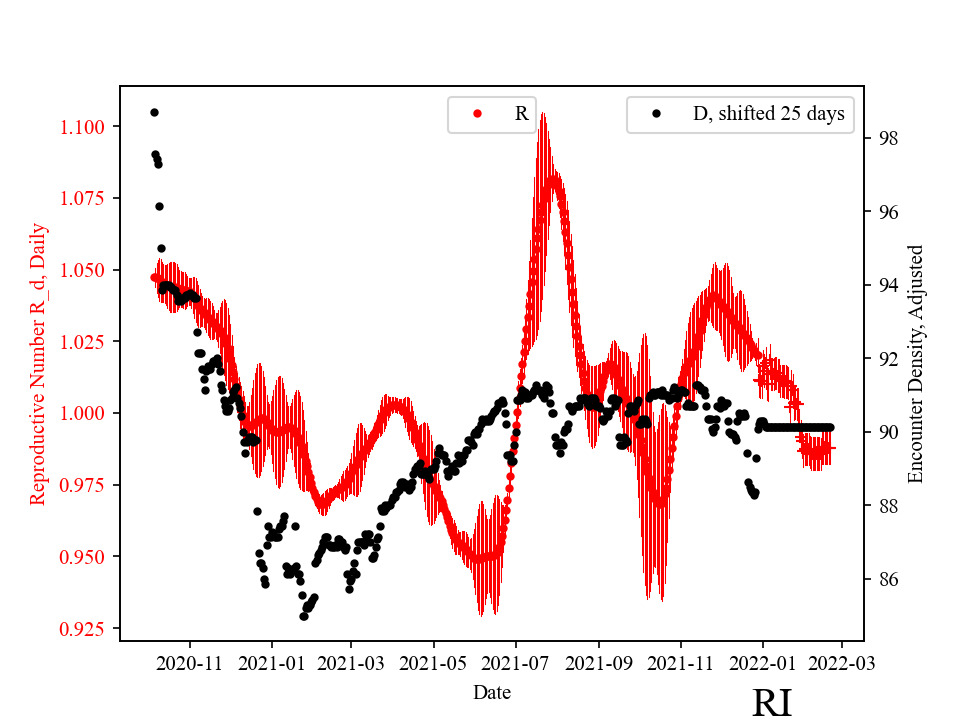 R
D, shifted 25 days
Reproductive Number R_d, Daily
1.100
1.075
1.050
1.025
1.000
0.975
0.950
0.925
98
96
94
92
90
88
86
Encounter Density, Adjusted
2020-11 2021-01 2021-03 2021-05 2021-07 2021-09 2021-11 2022-01 2022-03
Date
RI